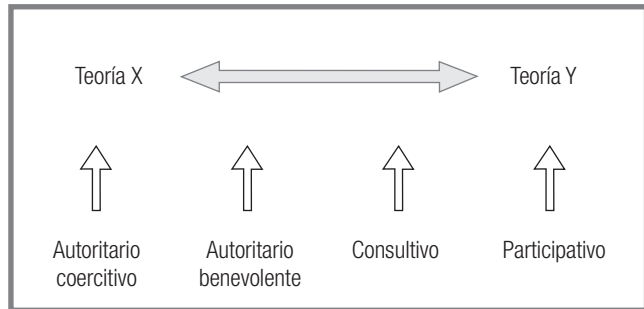 Teoría X
Teoría Y
Autoritario
coercitivo
Autoritario
benevolente
Consultivo
Participativo